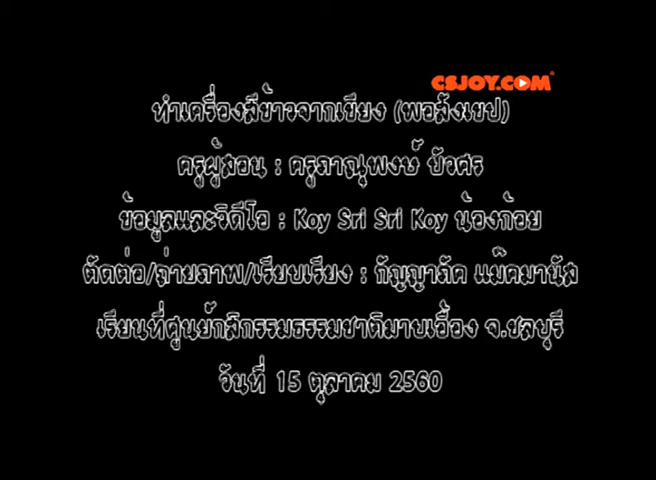 CSJOY.COM
ทำเครื่องสีข้าวจากเขียง (พอสังเขป)
ครูผู้สอน : ครูภาณุพงษ์ บัวศร
ข้อมูลและวิดีโอ : Koy Sri Sri Koy น้องก้อย
ตัดต่อ/ถ่ายภาพ/เรียบเรียง : กัญญาภัค แม๊คมานัส
เรียนที่ศูนย์กสิกรรมธรรมชาติมาบเอื้อง จ.ชลบุรี
วันที่ 15 ตุลาคม 2560